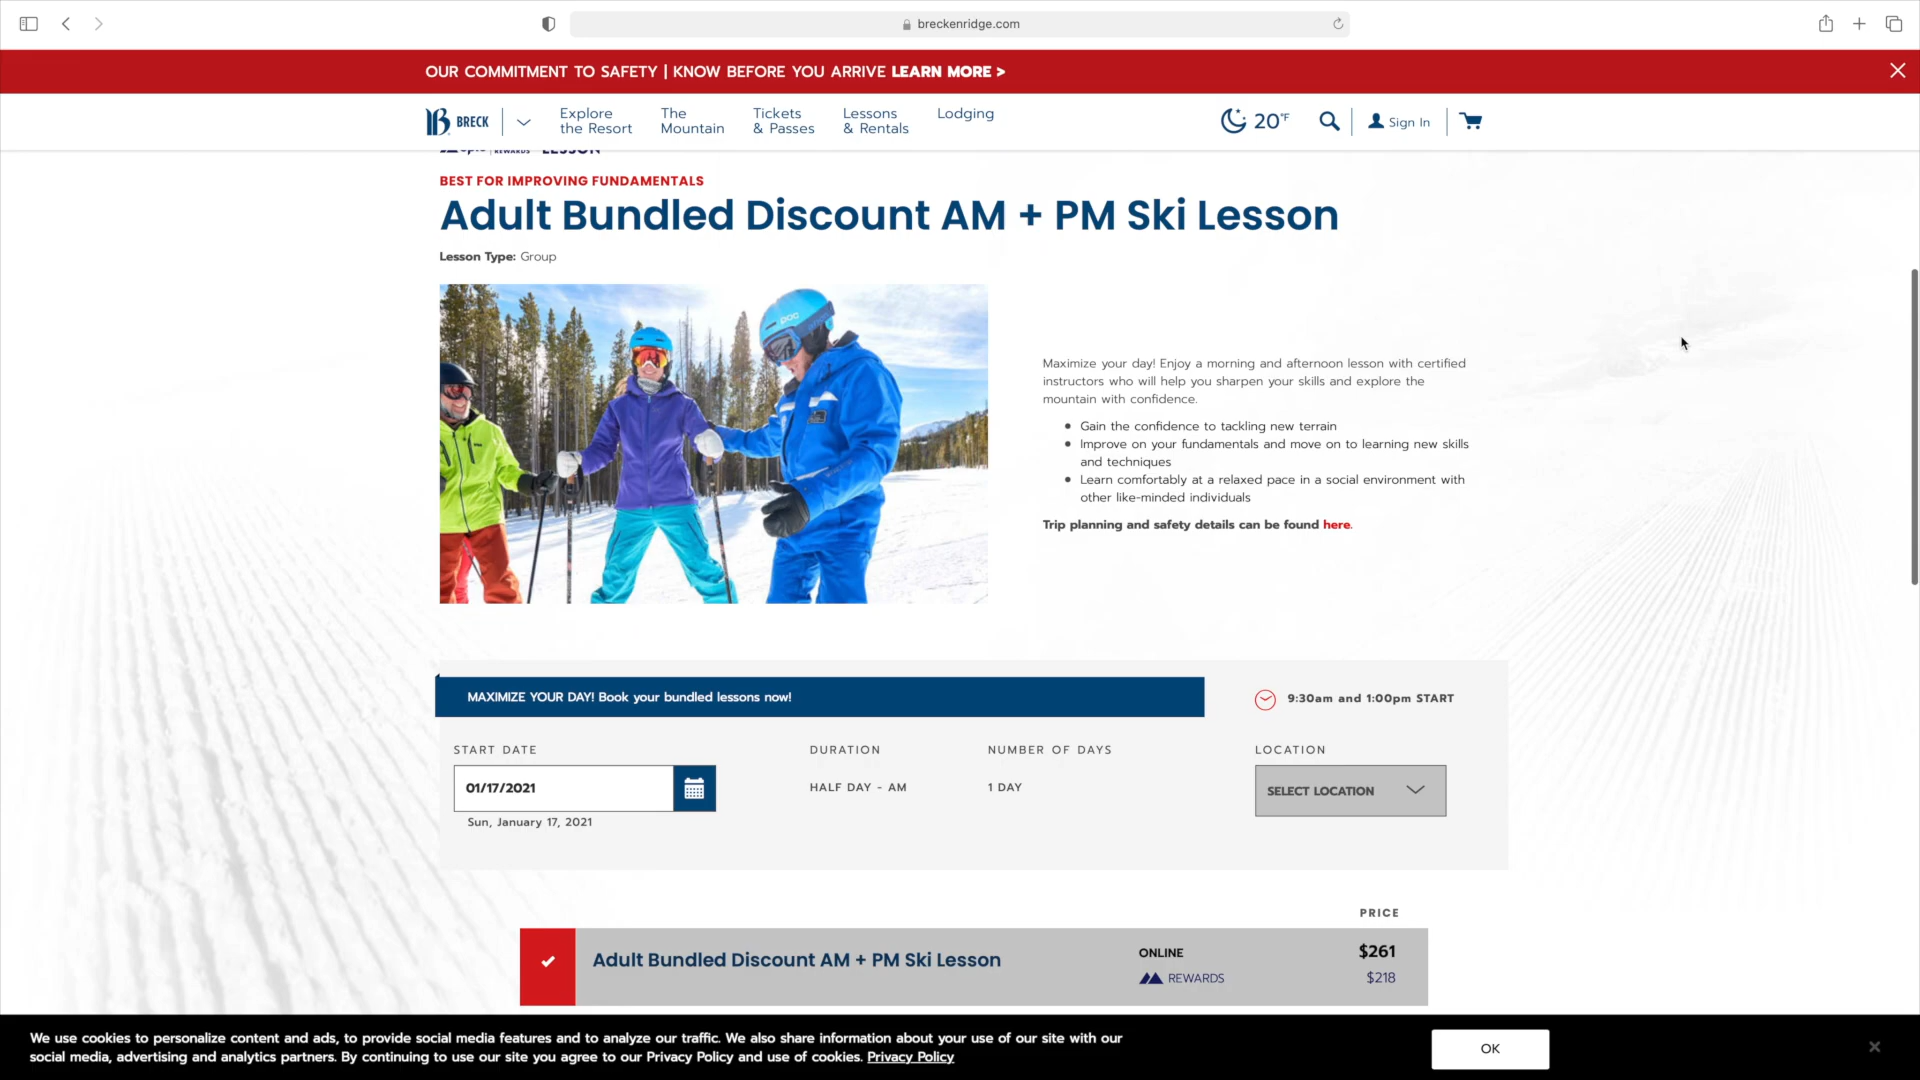 breckenridge.com
OUR COMMITMENT TO SAFETY | KNOW BEFORE YOU ARRIVE LEARN MORE >
BRECK
Explore
the Resort
The
Mountain
Tickets
& Passes
Lessons
& Rentals
Lodging
20°F
Sign In
epic REWARDS LESSON
BEST FOR IMPROVING FUNDAMENTALS
Adult Bundled Discount AM + PM Ski Lesson
Lesson Type: Group
poc
Maximize your day! Enjoy a morning and afternoon lesson with certified
instructors who will help you sharpen your skills and explore the
mountain with confidence.
Gain the confidence to tackling new terrain
Improve on your fundamentals and move on to learning new skills
and techniques
Learn comfortably at a relaxed pace in a social environment with
other like-minded individuals
Trip planning and safety details can be found here.
MAXIMIZE YOUR DAY! Book your bundled lessons now!
9:30am and 1:00pm START
START DATE
DURATION
NUMBER OF DAYS
LOCATION
01/17/2021
HALF DAY - AM
1 DAY
SELECT LOCATION
Sun, January 17, 2021
PRICE
Adult Bundled Discount AM + PM Ski Lesson
ONLINE
$261
REWARDS
$218
We use cookies to personalize content and ads, to provide social media features and to analyze our traffic. We also share information about your use of our site with our
social media, advertising and analytics partners. By continuing to use our site you agree to our Privacy Policy and use of cookies. Privacy Policy
OK